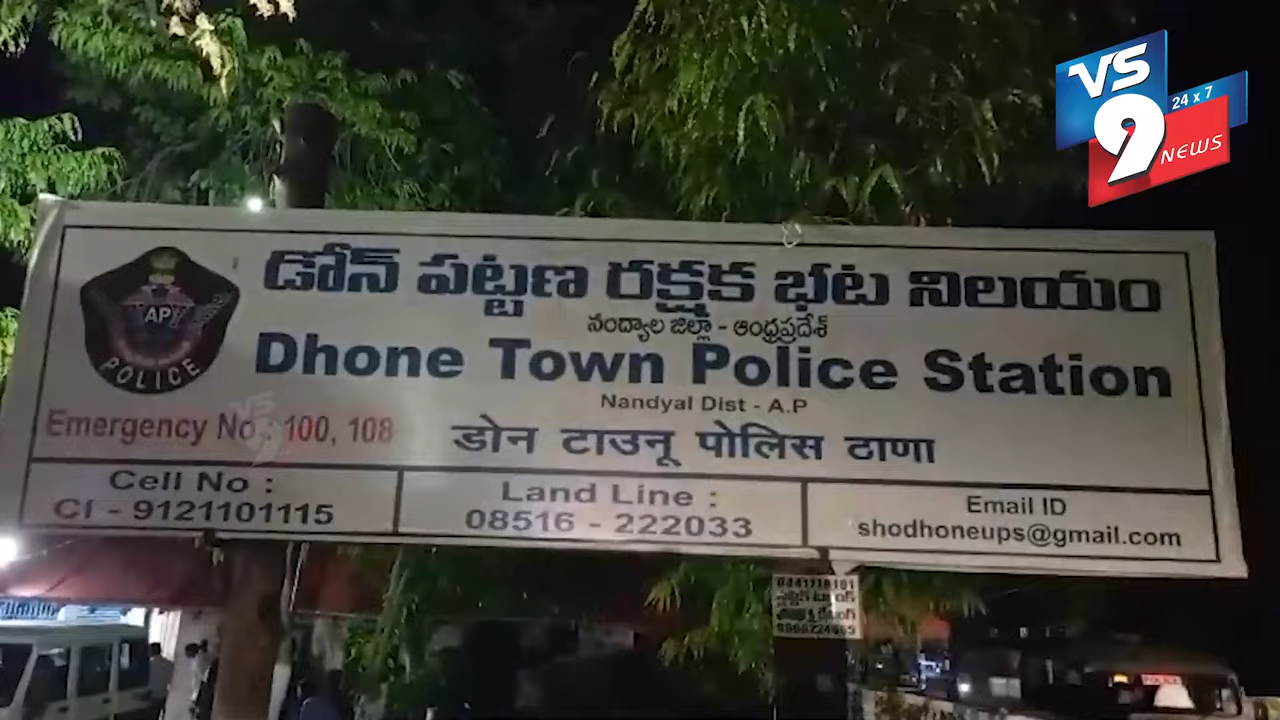 VS
9
24 x 7
NEWS
డోన్ పట్టణ రక్షక భట నిలయం
నంద్యాల జిల్లా - ఆంధ్రప్రదేశ్
AP
POLICE
Dhone Town Police Station
Nandyal Dist - A.P
Emergency No : 100, 108
डोन टाउनू पोलिस ठाणा
Cell No :
CI - 9121101115
Land Line :
08516 - 222033
Email ID
shodhoneups@gmail.com
POLICE